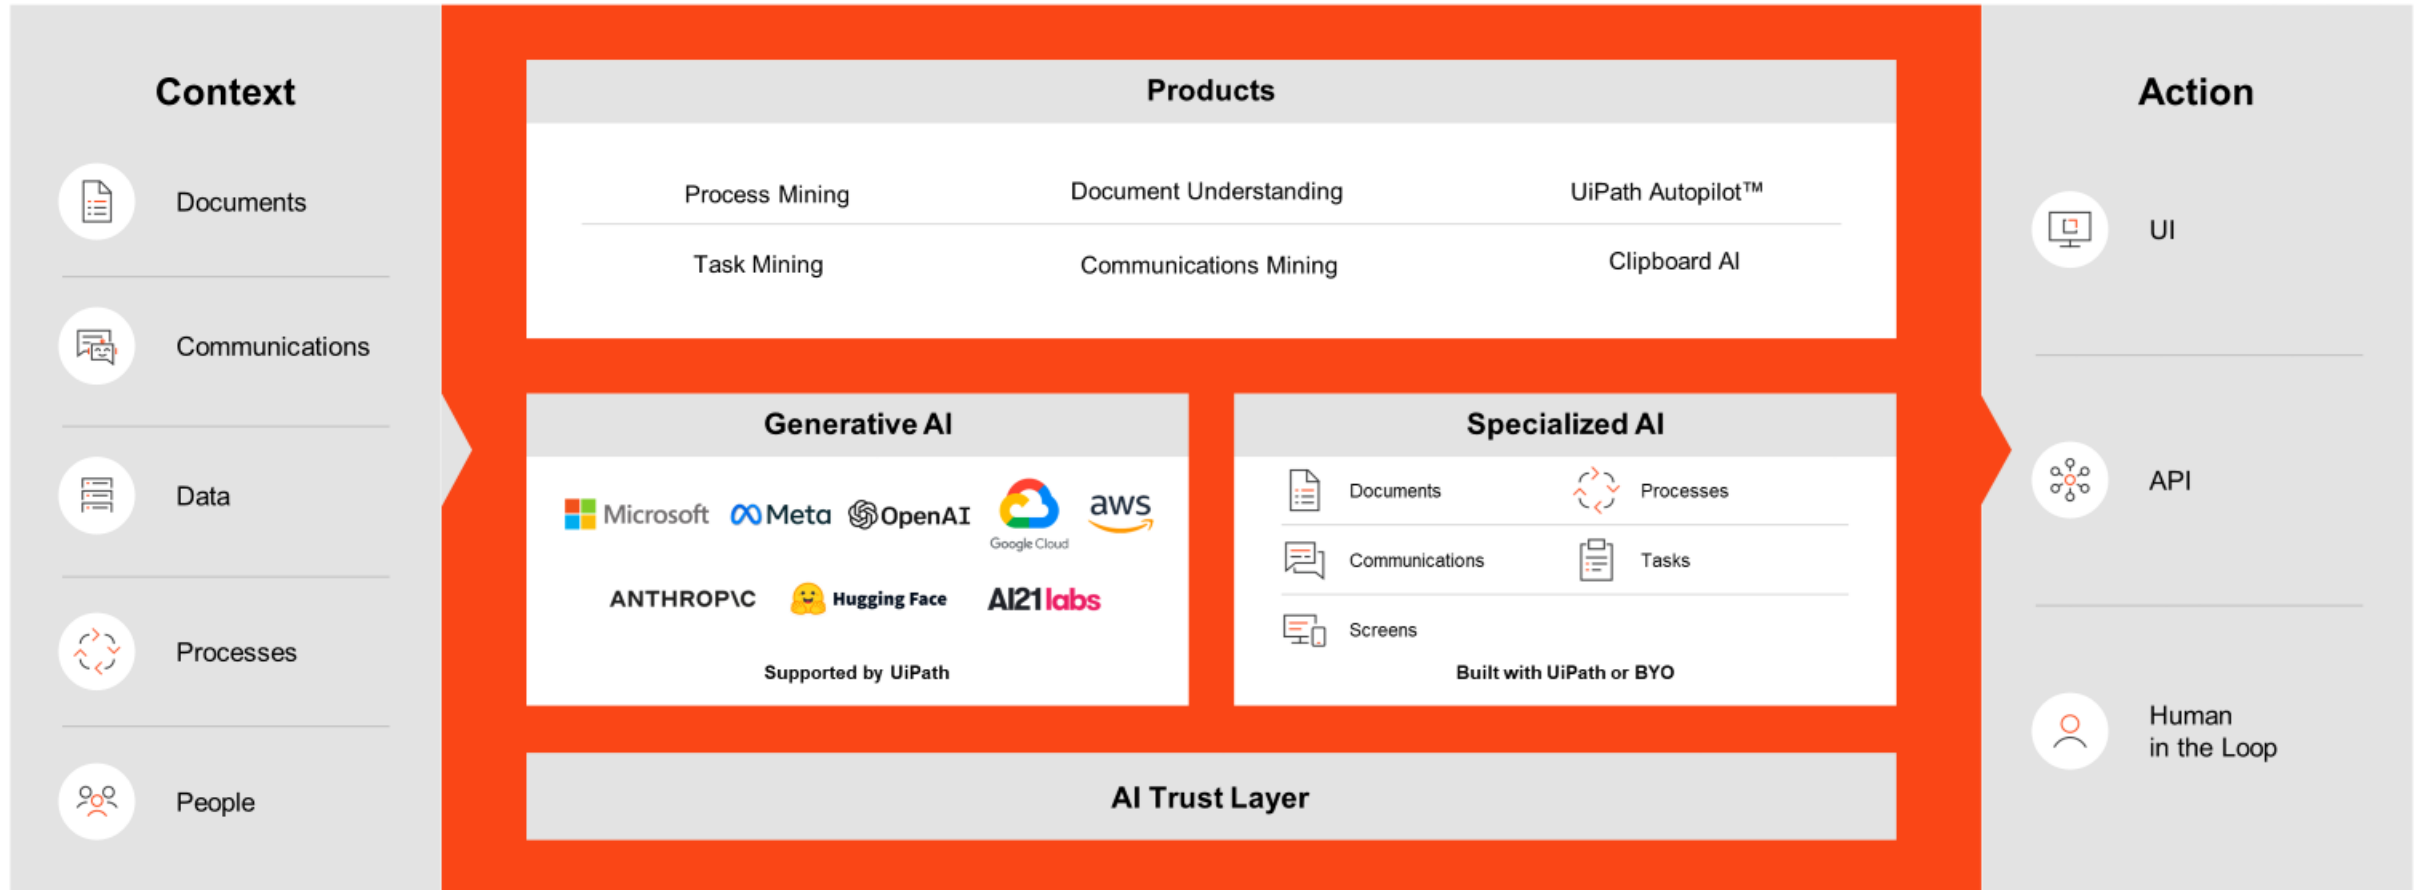 Context
Documents
Communications
Data
Processes
People
Products
Process Mining
Document Understanding
UiPath Autopilot™
Task Mining
Communications Mining
Clipboard AI
Generative AI
Microsoft
Meta
OpenAI
Google Cloud
aws
ANTHROP\C
Hugging Face
AI21labs
Supported by UiPath
Specialized AI
Documents
Processes
Communications
Tasks
Screens
Built with UiPath or BYO
AI Trust Layer
Action
UI
API
Human
in the Loop